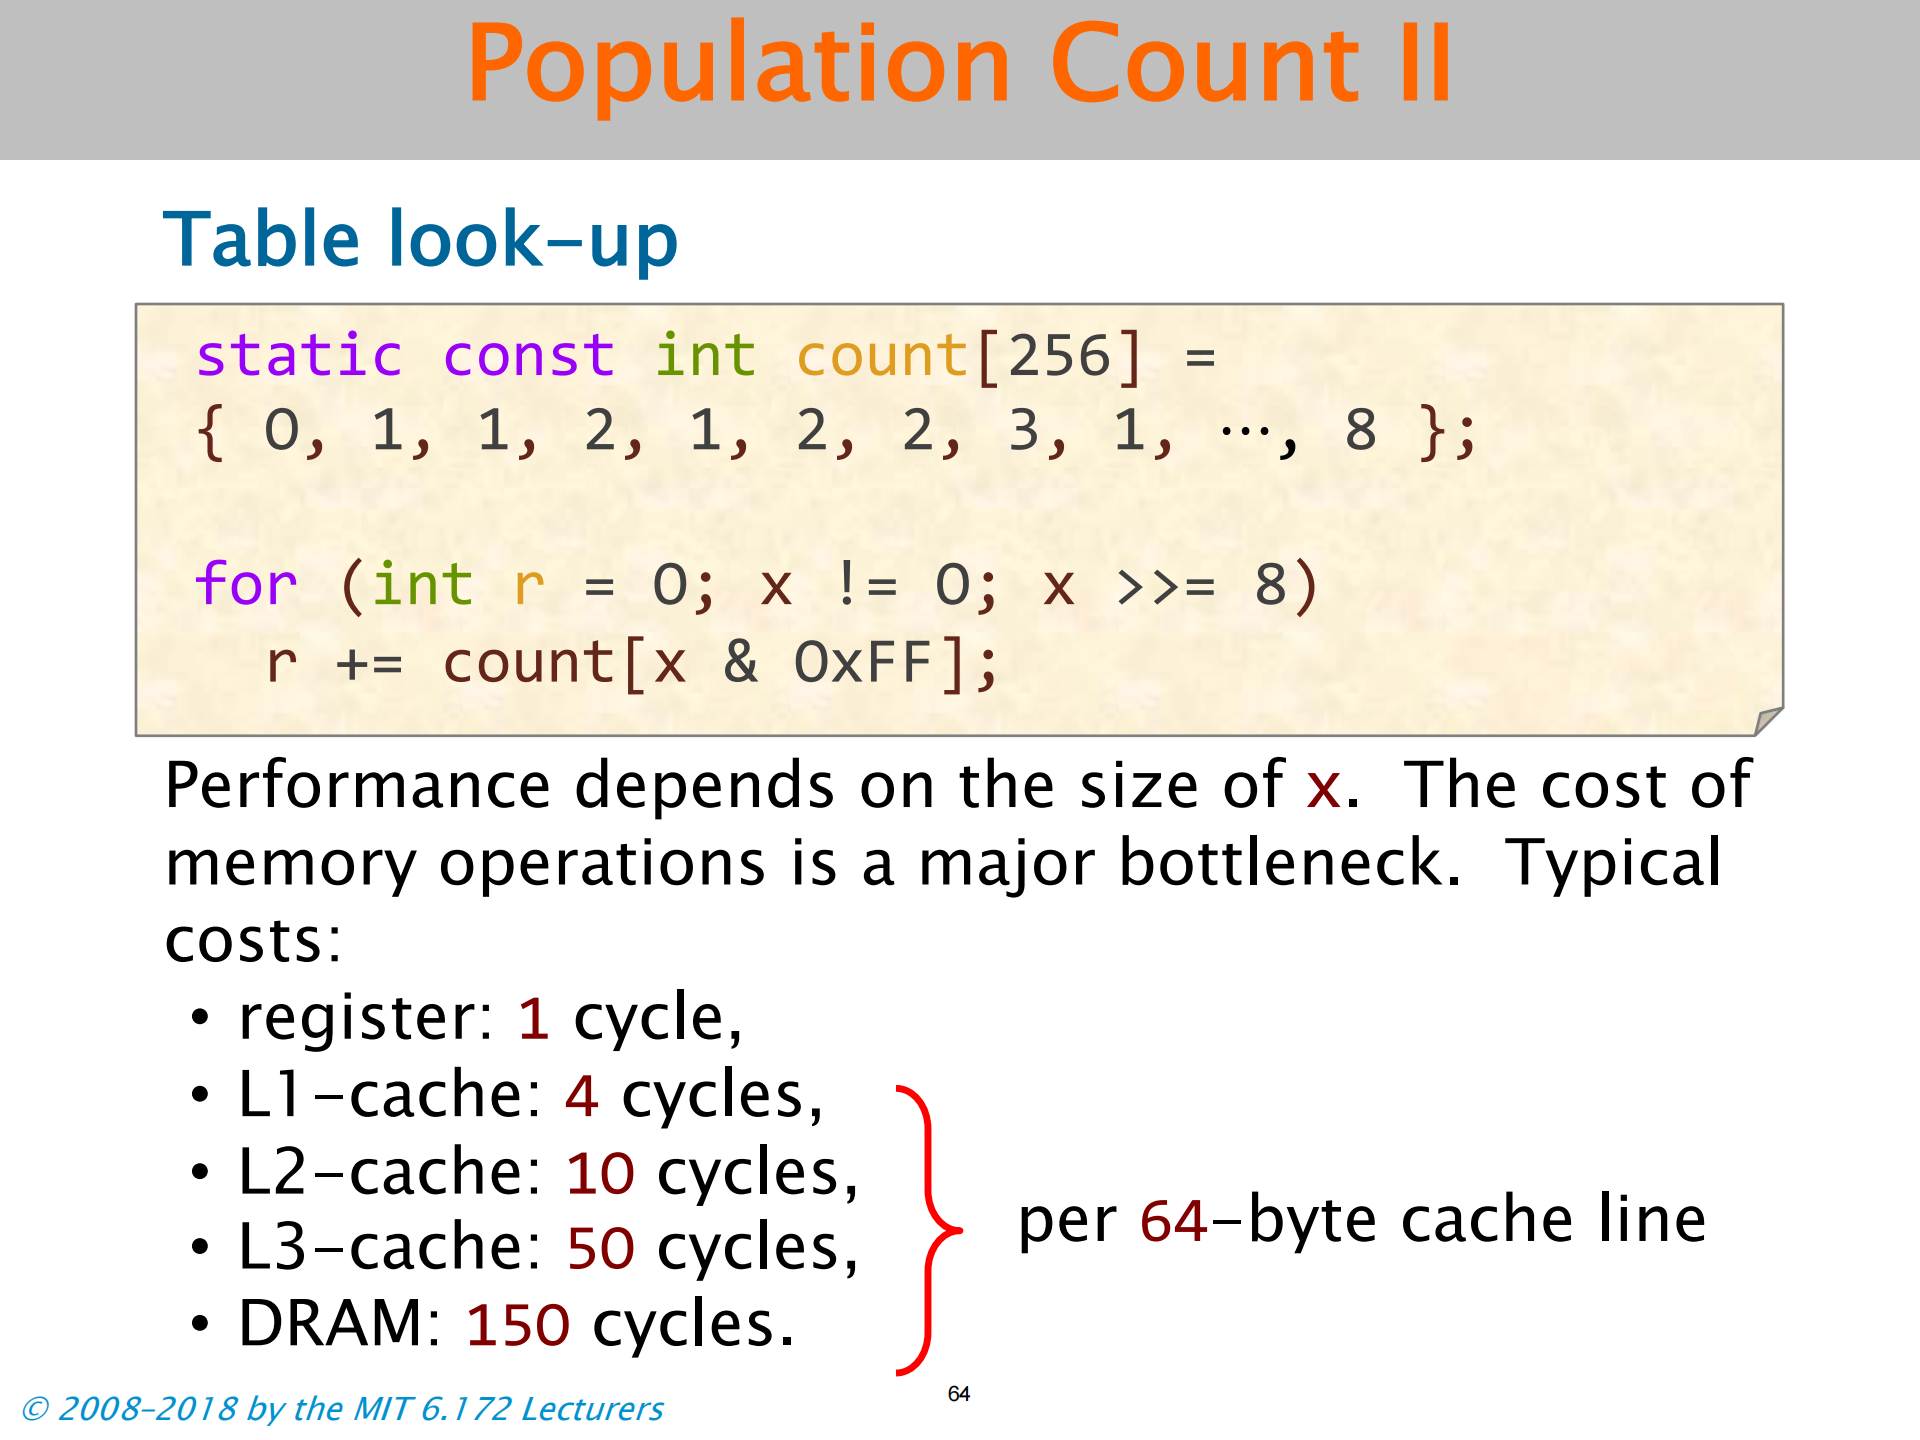 Population Count II
Table look-up
static const int count[256] =
{ 0, 1, 1, 2, 1, 2, 2, 3, 1, …, 8 };
for (int r = 0; x != 0; x >>= 8)
  r += count[x & 0xFF];
Performance depends on the size of x. The cost of
memory operations is a major bottleneck. Typical
costs:
• register: 1 cycle,
• L1-cache: 4 cycles,
• L2-cache: 10 cycles,
• L3-cache: 50 cycles,
• DRAM: 150 cycles.
per 64-byte cache line
© 2008-2018 by the MIT 6.172 Lecturers
64